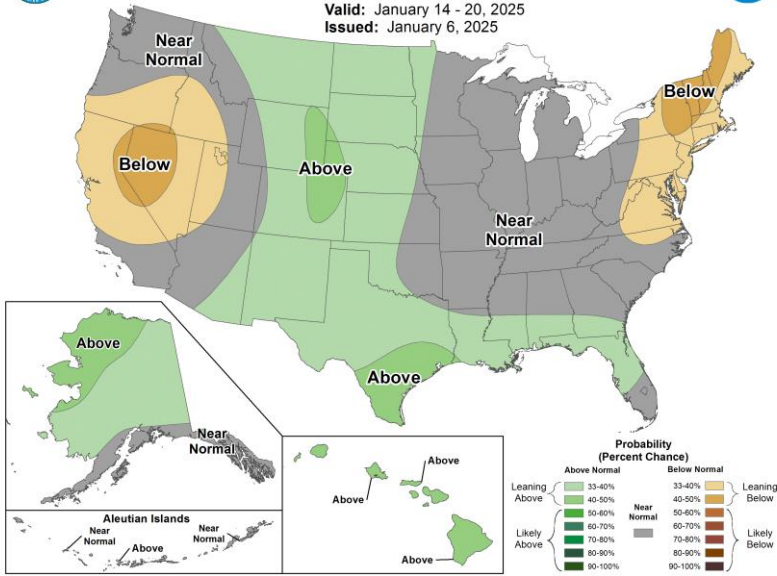 Valid: January 14 - 20, 2025
Issued: January 6, 2025
Near
Normal
Below
Below
Above
Near
Normal
Above
Above
Near
Normal
Above
Above
Above
Aleutian Islands
Near
Normal
Above
Near
Normal
Probability
(Percent Chance)
Above Normal
Below Normal
Leaning
Above
33-40%
40-50%
50-60%
60-70%
70-80%
80-90%
90-100%
Likely
Above
Near
Normal
33-40%
40-50%
50-60%
60-70%
70-80%
80-90%
90-100%
Leaning
Below
Likely
Below